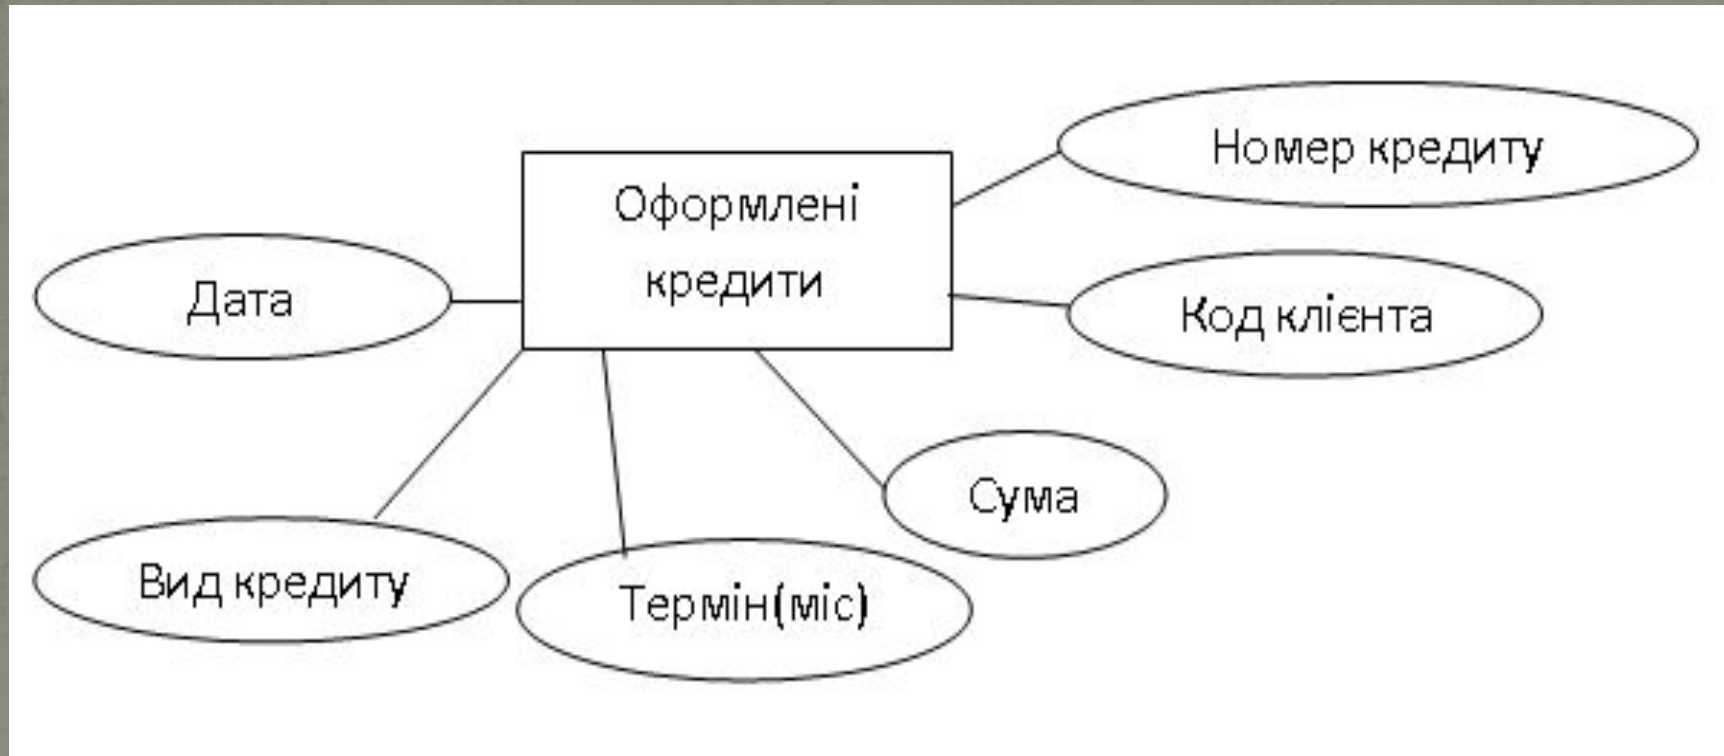 Номер кредиту
Оформлені
кредити
Дата
Код клієнта
Сума
Вид кредиту
Термін(міс)